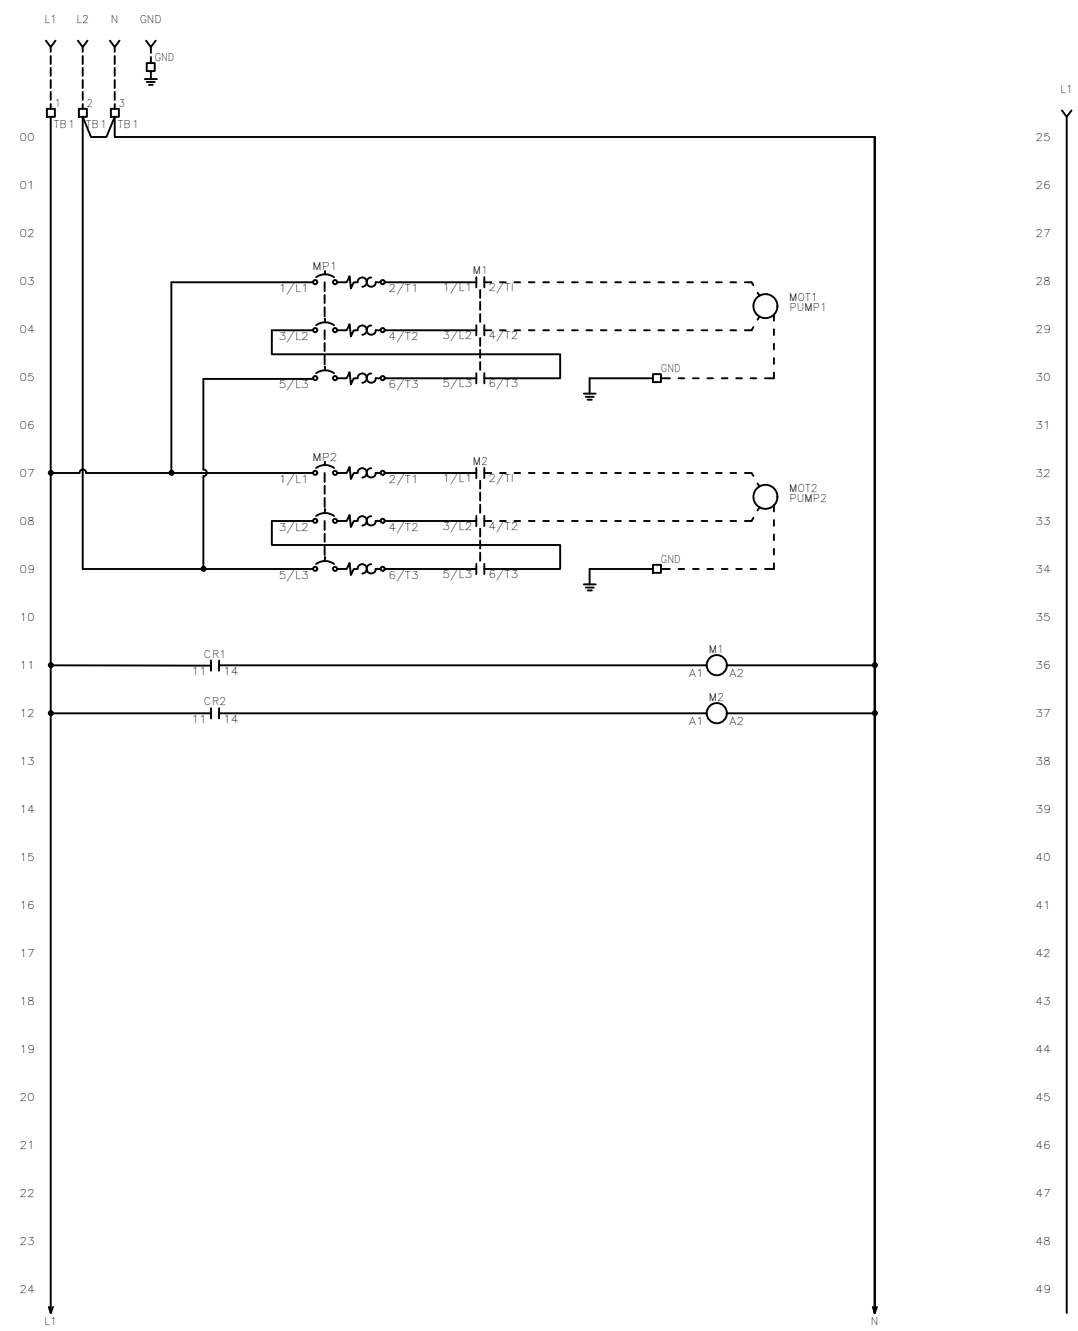 L1 L2 N GND
GND
L1
1 2 3
TB1 TB1 TB1
00 25
01 26
02 27
MP1 M1
03 28
1/L1 2/T1 1/L1 2/TI
MOT1
PUMP1
04 29
3/L2 4/T2 3/L2 4/T2
GND
05 30
5/L3 6/T3 5/L3 6/T3
06 31
MP2 M2
07 32
1/L1 2/T1 1/L1 2/TI
MOT2
PUMP2
08 33
3/L2 4/T2 3/L2 4/T2
GND
09 34
5/L3 6/T3 5/L3 6/T3
10 35
CR1 M1
11 36
11 14 A1 A2
CR2 M2
12 37
11 14 A1 A2
13 38
14 39
15 40
16 41
17 42
18 43
19 44
20 45
21 46
22 47
23 48
24 49
L1 N